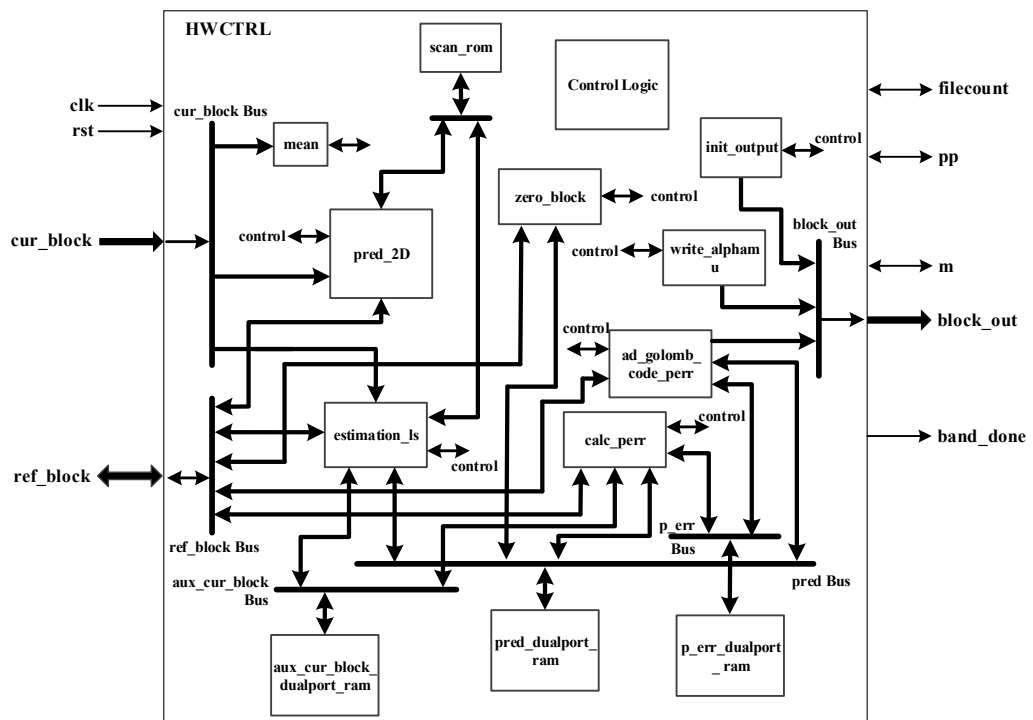 HWCTRL
scan_rom
Control Logic
clk
rst
cur_block Bus
mean
filecount
init_output
control
pp
zero_block
control
cur_block
control
pred_2D
block_out
Bus
control
write_alpham
u
m
block_out
control
ad_golomb_
code_perr
estimation_ls
control
calc_perr
control
band_done
ref_block
ref_block Bus
p_err
Bus
aux_cur_block
Bus
pred Bus
aux_cur_block_
dualport_ram
pred_dualport_
ram
p_err_dualport
_ram